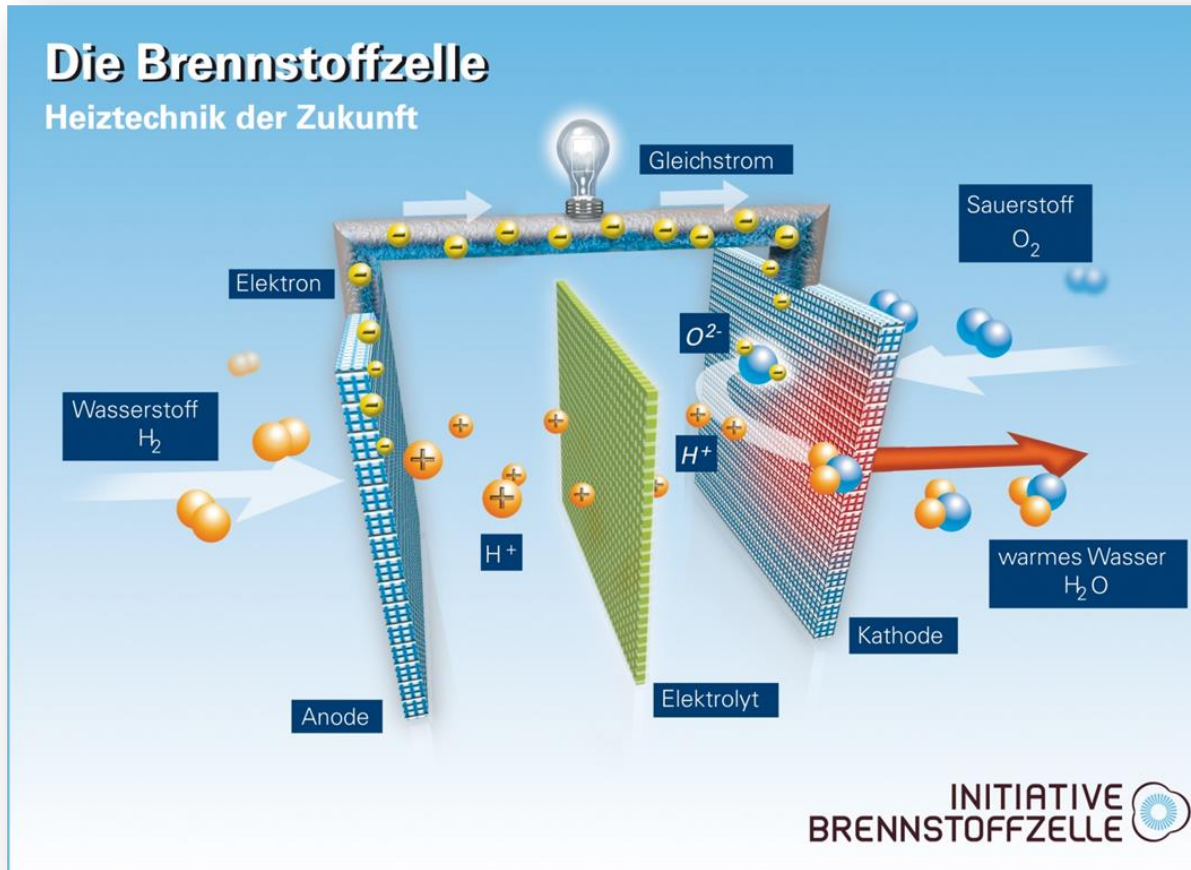 Die Brennstoffzelle
Heiztechnik der Zukunft
Gleichstrom
Sauerstoff
O₂
Elektron
O²⁻
Wasserstoff
H₂
H⁺
H⁺
warmes Wasser
H₂O
Kathode
Elektrolyt
Anode
INITIATIVE
BRENNSTOFFZELLE